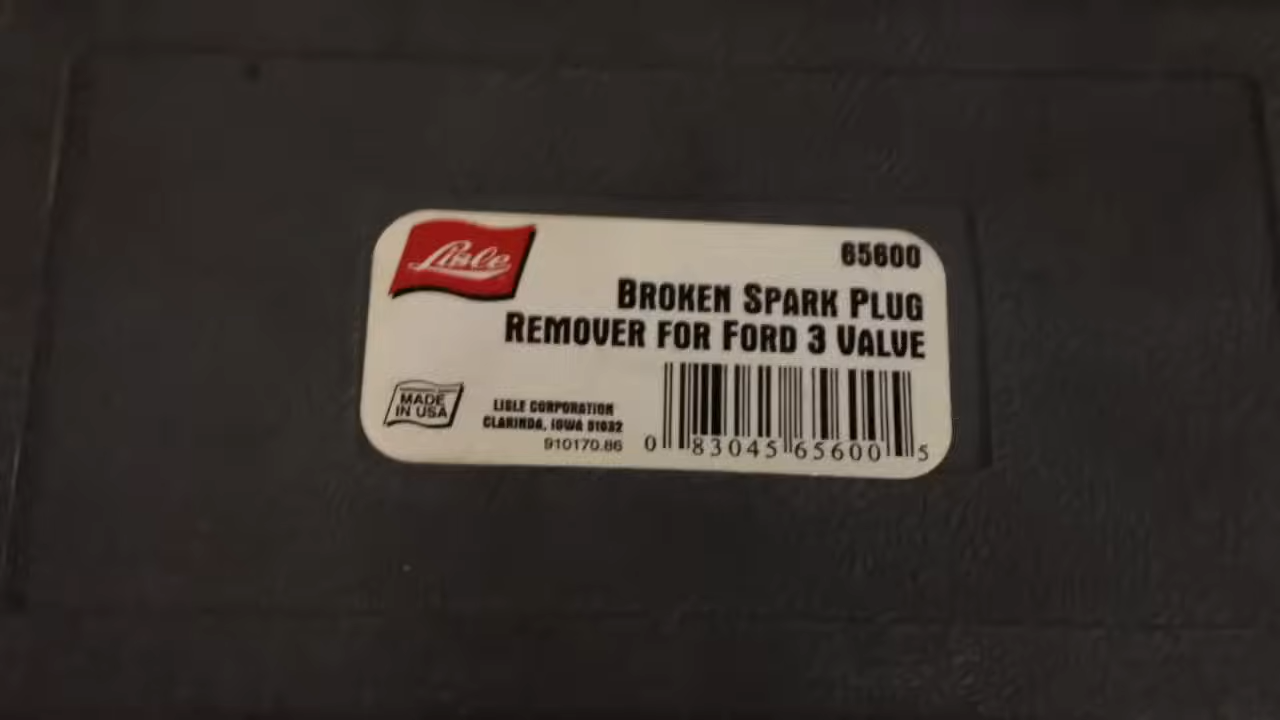 Lisle
65600
BROKEN SPARK PLUG
REMOVER FOR FORD 3 VALVE
MADE
IN USA
LISLE CORPORATION
CLARINDA, IOWA 51632
910170.86
0 83045 65600 5